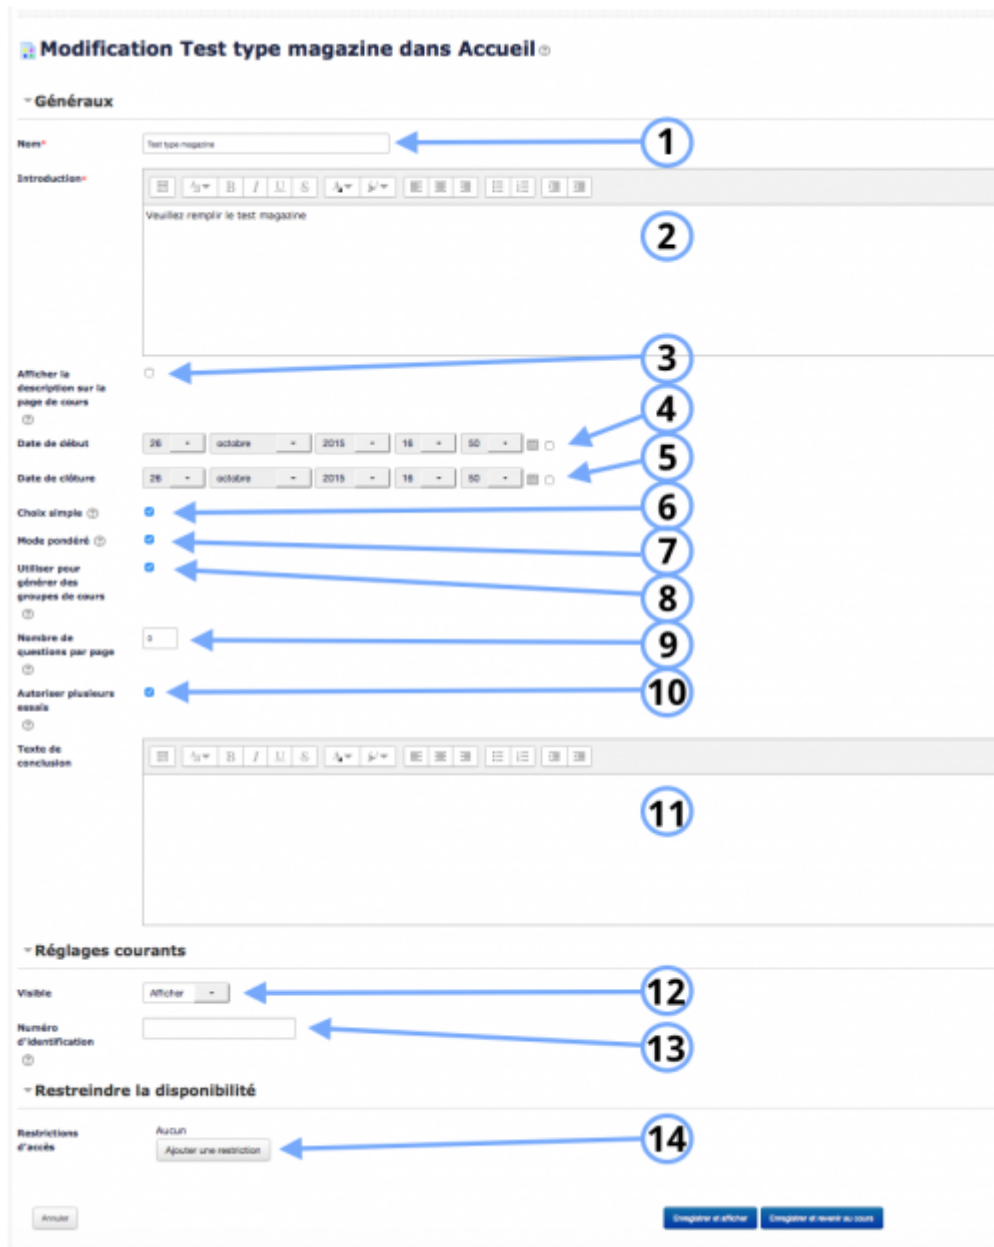 Modification Test type magazine dans Accueil
Généraux
Nom*
Test type magazine
1
Introduction*
B I U S
Veuillez remplir le test magazine
2
Afficher la
description sur la
page de cours
3
4
Date de début
26 octobre 2015 16 50
5
Date de clôture
26 octobre 2015 16 50
Choix simple
6
Mode pondéré
7
Utiliser pour
générer des
groupes de cours
8
Nombre de
questions par page
9
Autoriser plusieurs
essais
10
Texte de
conclusion
B I U S
11
Réglages courants
Visible
Afficher
12
Numéro
d'identification
13
Restreindre la disponibilité
Restrictions
d'accès
Aucun
Ajouter une restriction
14
Annuler
Enregistrer et afficher
Enregistrer et revenir au cours